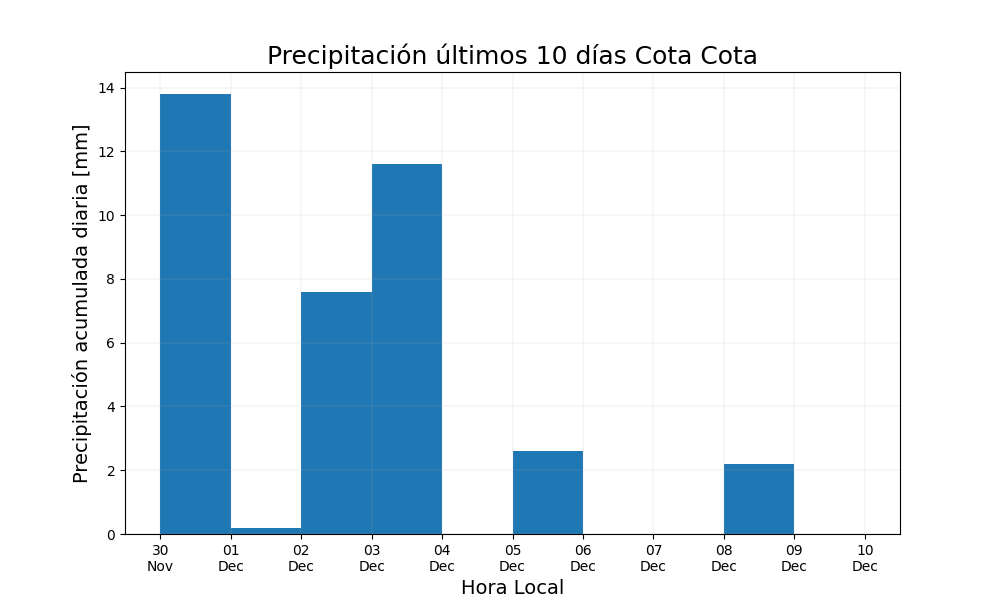 Precipitación últimos 10 días Cota Cota
Precipitación acumulada diaria [mm]
14
12
10
8
6
4
2
0
30 01 02 03 04 05 06 07 08 09 10
Nov Dec Dec Dec Dec Dec Dec Dec Dec Dec Dec
Hora Local